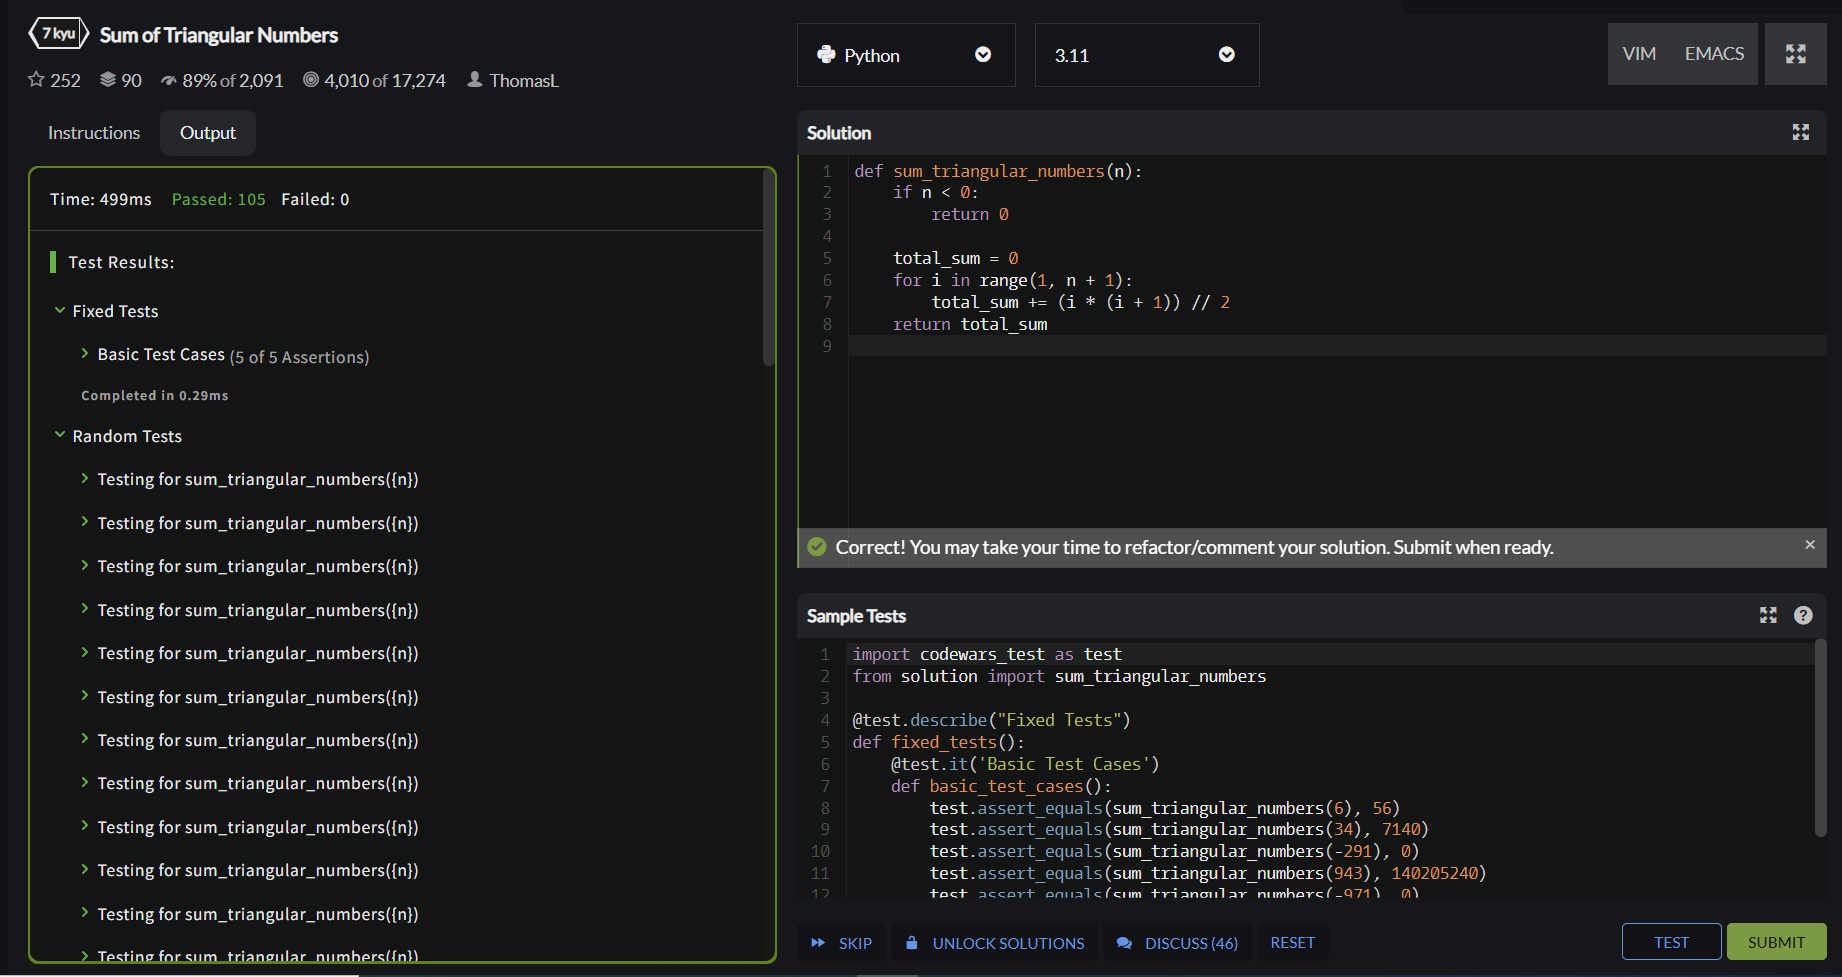 7 kyu Sum of Triangular Numbers
252 90 89% of 2,091 4,010 of 17,274 ThomasL
Instructions Output
Time: 499ms Passed: 105 Failed: 0
Test Results:
Fixed Tests
Basic Test Cases (5 of 5 Assertions)
Completed in 0.29ms
Random Tests
Testing for sum_triangular_numbers({n})
Testing for sum_triangular_numbers({n})
Testing for sum_triangular_numbers({n})
Testing for sum_triangular_numbers({n})
Testing for sum_triangular_numbers({n})
Testing for sum_triangular_numbers({n})
Testing for sum_triangular_numbers({n})
Testing for sum_triangular_numbers({n})
Testing for sum_triangular_numbers({n})
Testing for sum_triangular_numbers({n})
Testing for sum_triangular_numbers({n})
Testing for sum_triangular_numbers({n})
Python 3.11 VIM EMACS
Solution
1 def sum_triangular_numbers(n):
2     if n < 0:
3         return 0
4
5     total_sum = 0
6     for i in range(1, n + 1):
7         total_sum += (i * (i + 1)) // 2
8     return total_sum
9
Correct! You may take your time to refactor/comment your solution. Submit when ready. ×
Sample Tests ?
1 import codewars_test as test
2 from solution import sum_triangular_numbers
3
4 @test.describe("Fixed Tests")
5 def fixed_tests():
6     @test.it('Basic Test Cases')
7     def basic_test_cases():
8         test.assert_equals(sum_triangular_numbers(6), 56)
9         test.assert_equals(sum_triangular_numbers(34), 7140)
10         test.assert_equals(sum_triangular_numbers(-291), 0)
11         test.assert_equals(sum_triangular_numbers(943), 140205240)
12         test.assert_equals(sum_triangular_numbers(-971), 0)
SKIP UNLOCK SOLUTIONS DISCUSS (46) RESET TEST SUBMIT